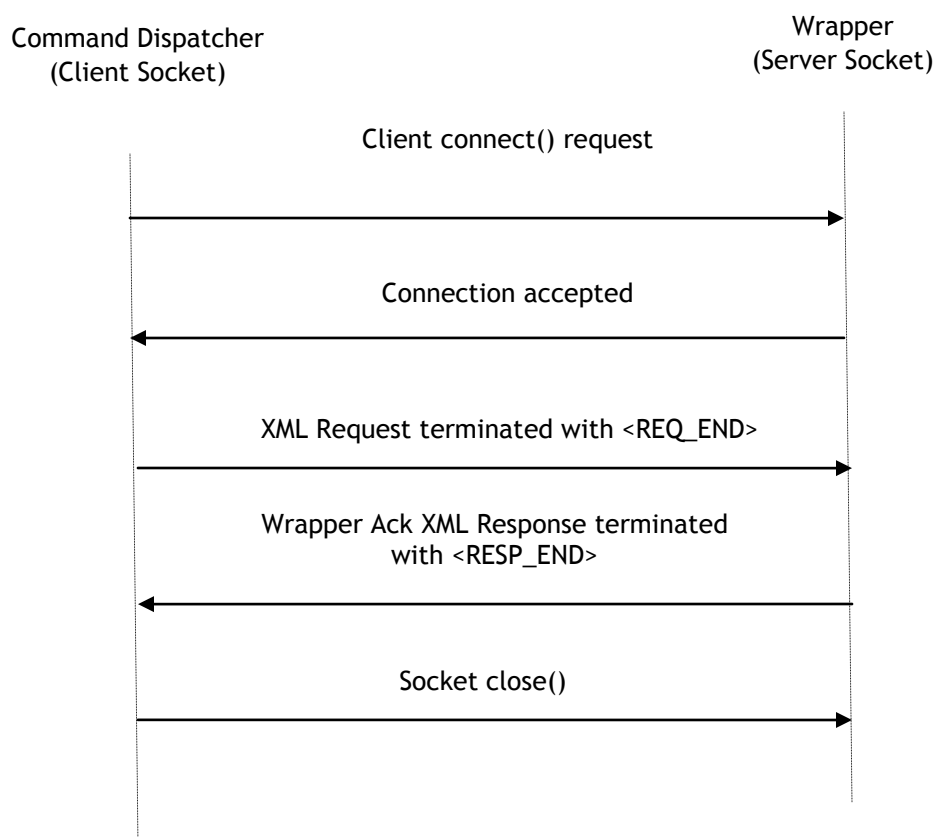 Command Dispatcher
(Client Socket)
Wrapper
(Server Socket)
Client connect() request
Connection accepted
XML Request terminated with <REQ_END>
Wrapper Ack XML Response terminated
with <RESP_END>
Socket close()